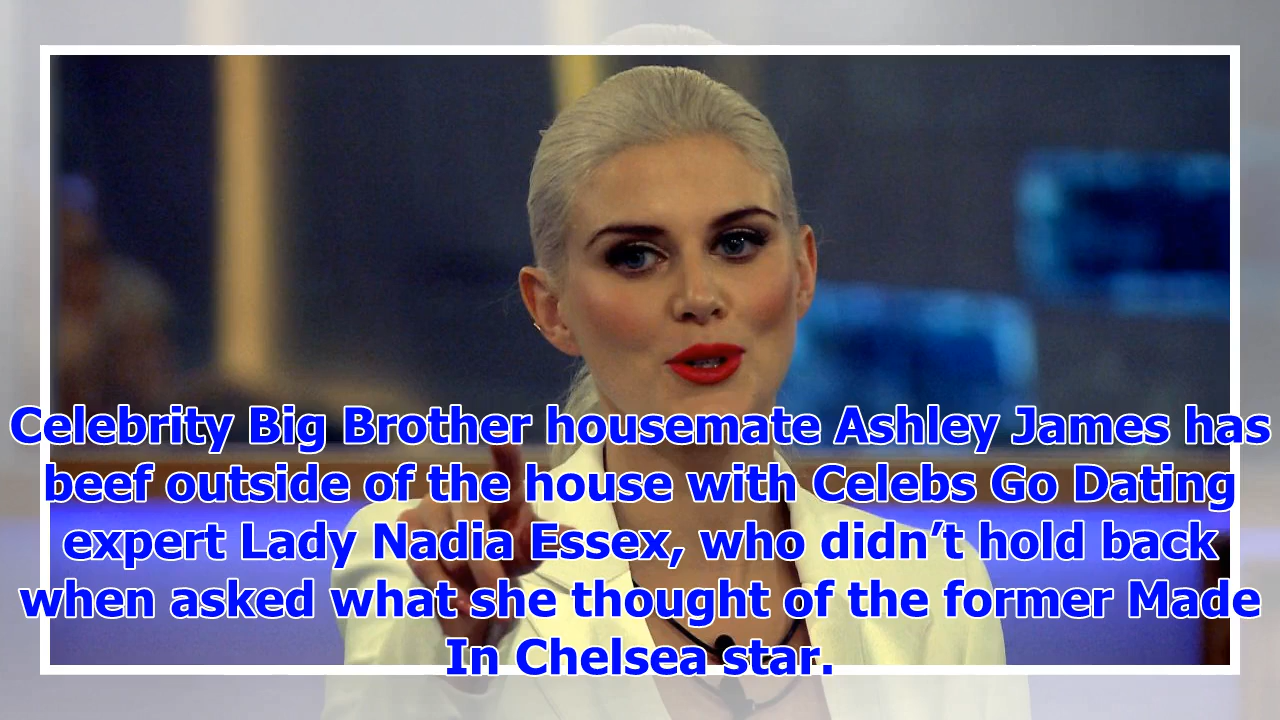 Celebrity Big Brother housemate Ashley James has
beef outside of the house with Celebs Go Dating
expert Lady Nadia Essex, who didn’t hold back
when asked what she thought of the former Made
In Chelsea star.